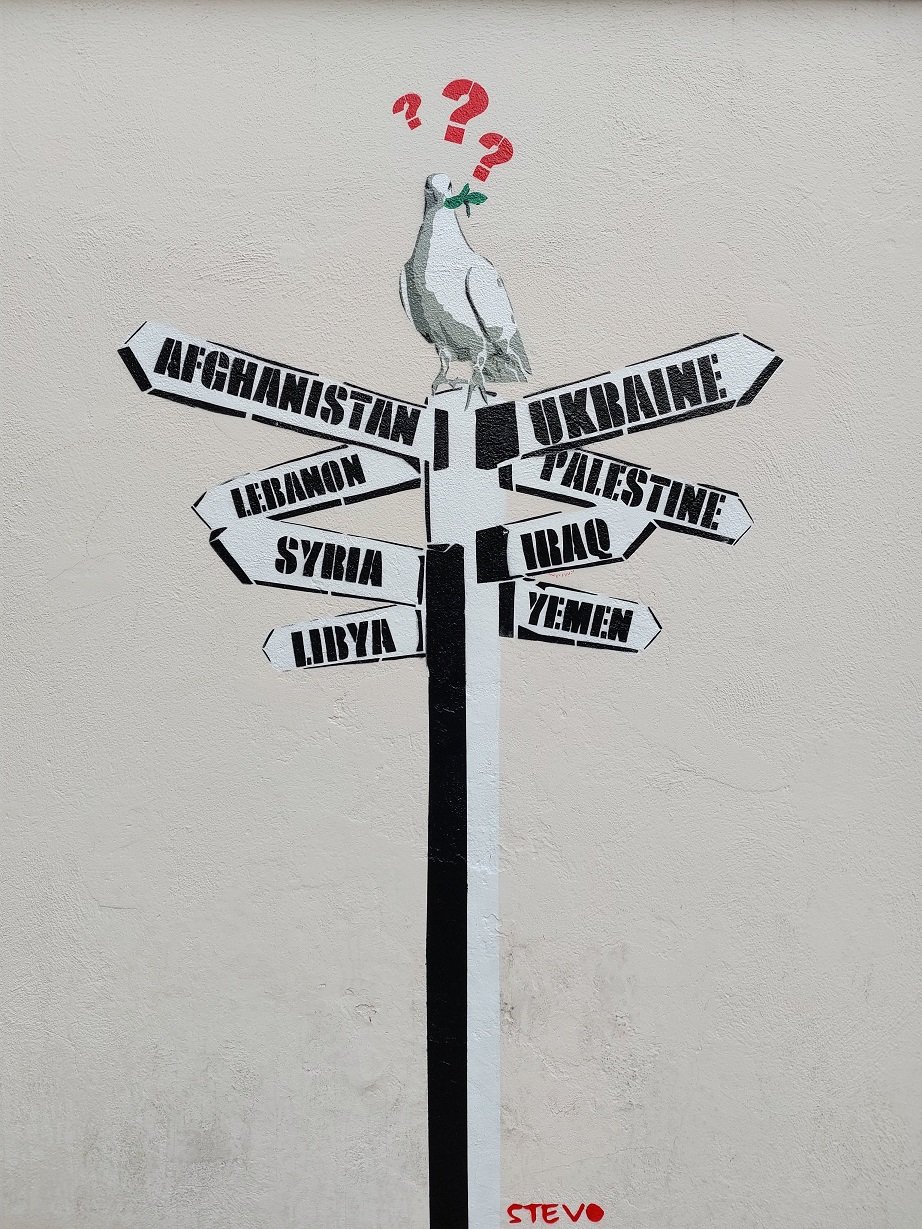 ? ? ?
AFGHANISTAN
UKRAINE
LEBANON
PALESTINE
SYRIA
IRAQ
LIBYA
YEMEN
STEVO